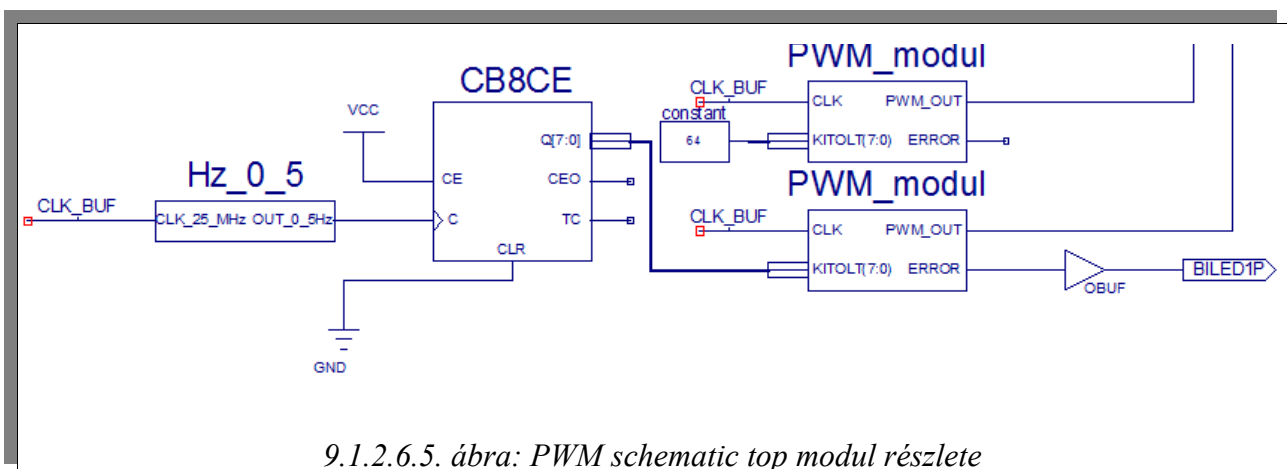 PWM_modul
CLK_BUF
CLK PWM_OUT
constant
64
KITOLT(7:0) ERROR
CB8CE
VCC
Q[7:0]
CE CEO
C TC
CLR
GND
Hz_0_5
CLK_BUF
CLK_25_MHz OUT_0_5Hz
PWM_modul
CLK_BUF
CLK PWM_OUT
KITOLT(7:0) ERROR
OBUF
BILED1P
9.1.2.6.5. ábra: PWM schematic top modul részlete